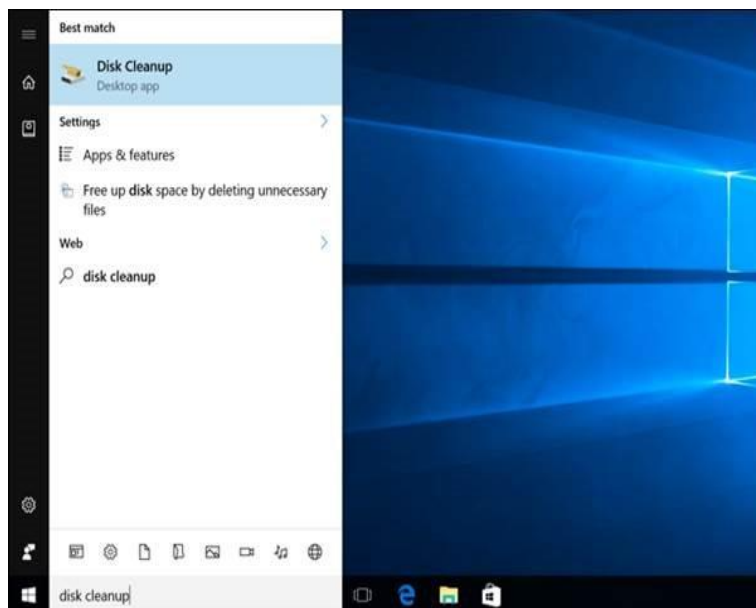 Best match
Disk Cleanup
Desktop app
Settings
Apps & features
Free up disk space by deleting unnecessary
files
Web
disk cleanup
disk cleanup